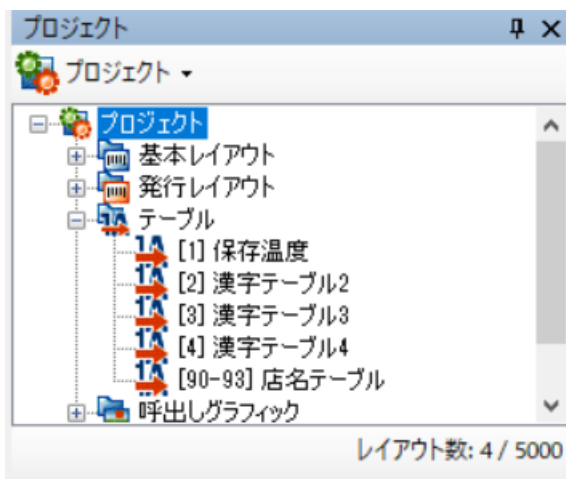 プロジェクト
プロジェクト
プロジェクト
基本レイアウト
発行レイアウト
テーブル
[1] 保存温度
[2] 漢字テーブル2
[3] 漢字テーブル3
[4] 漢字テーブル4
[90-93] 店名テーブル
呼出しグラフィック
レイアウト数: 4 / 5000